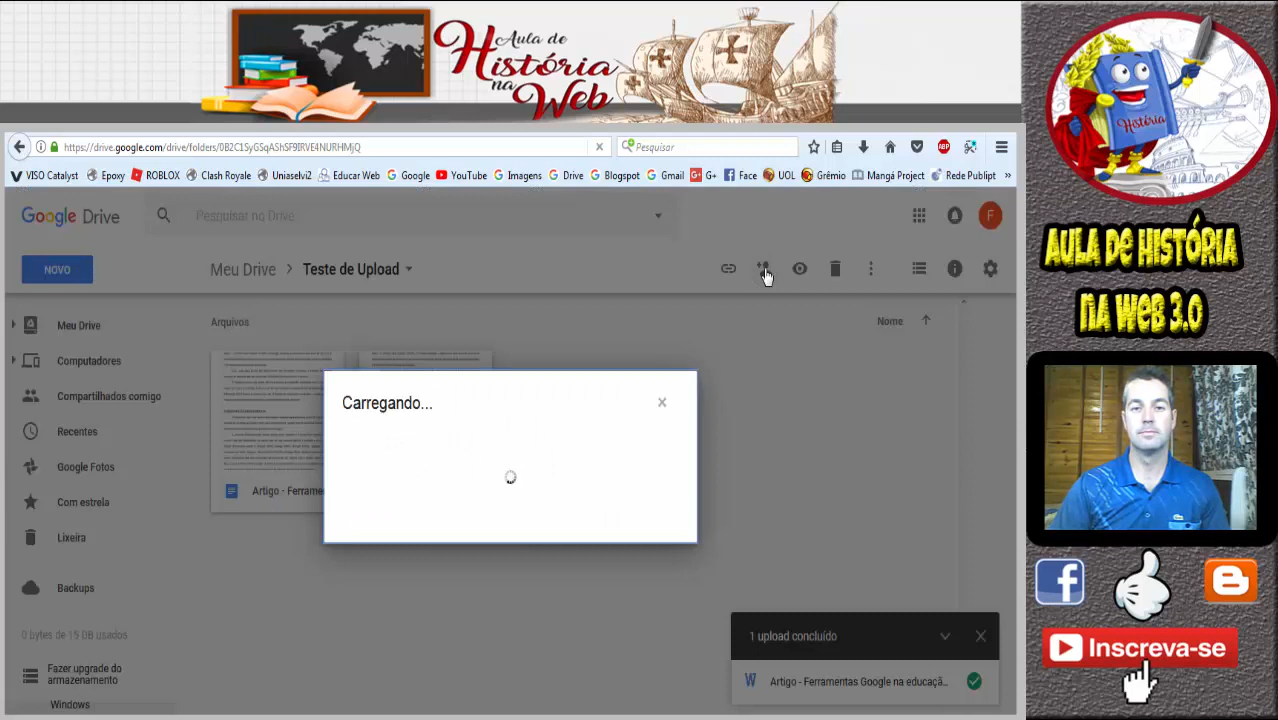 Aula de
História
na
Web
História
https://drive.google.com/drive/folders/0B2C1SyGSqAShSF9IRVE4NURHMjQ
Pesquisar
VISO Catalyst Epoxy ROBLOX Clash Royale Uniaselvi2 Educar Web Google YouTube Imagens Drive Blogspot Gmail G+ Face UOL Grêmio Mangá Project Rede Publipt »
Google Drive
Pesquisar no Drive
F
NOVO
Meu Drive > Teste de Upload
Arquivos
Nome
Meu Drive
Computadores
Compartilhados comigo
Recentes
Google Fotos
Com estrela
Lixeira
Backups
0 bytes de 15 GB usados
Fazer upgrade do
armazenamento
Windows
Artigo - Ferrame
Carregando...
1 upload concluído
Artigo - Ferramentas Google na educaçã...
AULA DE HISTÓRIA
NA WEB 3.0
Inscreva-se